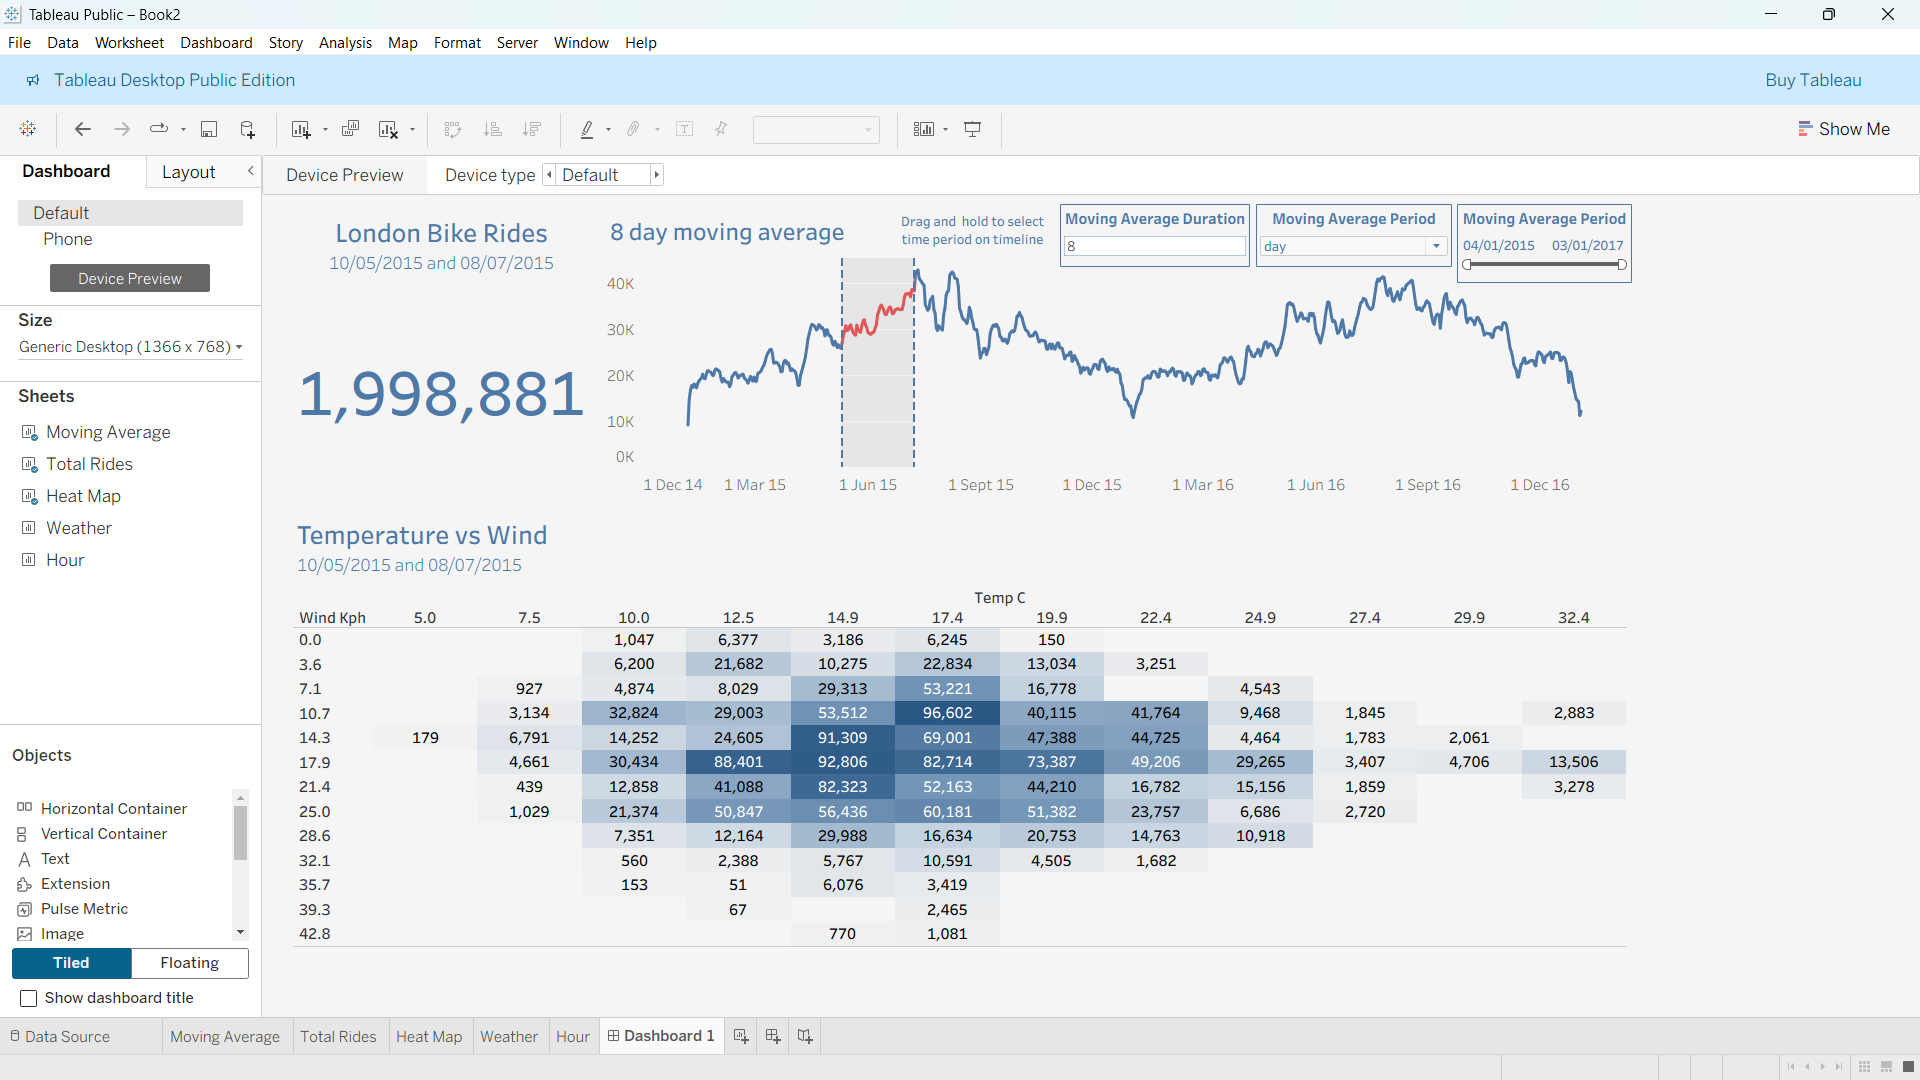 Tableau Public – Book2
File Data Worksheet Dashboard Story Analysis Map Format Server Window Help
Tableau Desktop Public Edition
Buy Tableau
Show Me
Dashboard Layout
Device Preview Device type Default
Default
Phone
Device Preview
Size
Generic Desktop (1366 x 768)
Sheets
Moving Average
Total Rides
Heat Map
Weather
Hour
Objects
Horizontal Container
Vertical Container
Text
Extension
Pulse Metric
Image
Tiled Floating
Show dashboard title
London Bike Rides
10/05/2015 and 08/07/2015
1,998,881
8 day moving average
Drag and hold to select
time period on timeline
Moving Average Duration
8
Moving Average Period
day
Moving Average Period
04/01/2015 03/01/2017
40K
30K
20K
10K
0K
1 Dec 14 1 Mar 15 1 Jun 15 1 Sept 15 1 Dec 15 1 Mar 16 1 Jun 16 1 Sept 16 1 Dec 16
Temperature vs Wind
10/05/2015 and 08/07/2015
Temp C
Wind Kph 5.0 7.5 10.0 12.5 14.9 17.4 19.9 22.4 24.9 27.4 29.9 32.4
0.0 1,047 6,377 3,186 6,245 150
3.6 6,200 21,682 10,275 22,834 13,034 3,251
7.1 927 4,874 8,029 29,313 53,221 16,778 4,543
10.7 3,134 32,824 29,003 53,512 96,602 40,115 41,764 9,468 1,845 2,883
14.3 179 6,791 14,252 24,605 91,309 69,001 47,388 44,725 4,464 1,783 2,061
17.9 4,661 30,434 88,401 92,806 82,714 73,387 49,206 29,265 3,407 4,706 13,506
21.4 439 12,858 41,088 82,323 52,163 44,210 16,782 15,156 1,859 3,278
25.0 1,029 21,374 50,847 56,436 60,181 51,382 23,757 6,686 2,720
28.6 7,351 12,164 29,988 16,634 20,753 14,763 10,918
32.1 560 2,388 5,767 10,591 4,505 1,682
35.7 153 51 6,076 3,419
39.3 67 2,465
42.8 770 1,081
Data Source Moving Average Total Rides Heat Map Weather Hour Dashboard 1